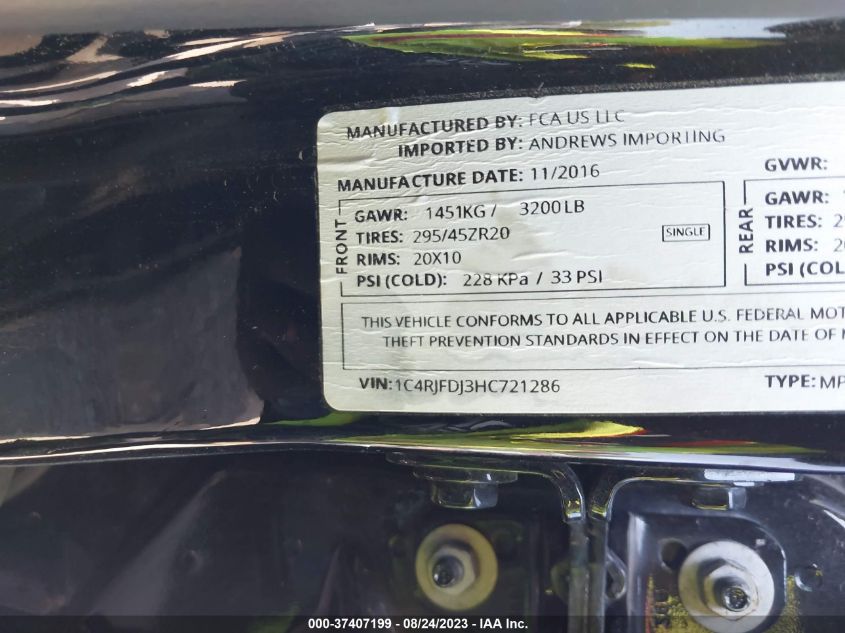 MANUFACTURED BY: FCA US LLC
IMPORTED BY: ANDREWS IMPORTING
MANUFACTURE DATE: 11/2016
GVWR:
FRONT
GAWR: 1451KG / 3200LB
TIRES: 295/45ZR20
SINGLE
RIMS: 20X10
PSI (COLD): 228 KPa / 33 PSI
REAR
GAWR:
TIRES: 2
RIMS: 20
PSI (COL
THIS VEHICLE CONFORMS TO ALL APPLICABLE U.S. FEDERAL MOT
THEFT PREVENTION STANDARDS IN EFFECT ON THE DATE OF M
VIN: 1C4RJFDJ3HC721286
TYPE: MP
000-37407199 - 08/24/2023 - IAA Inc.